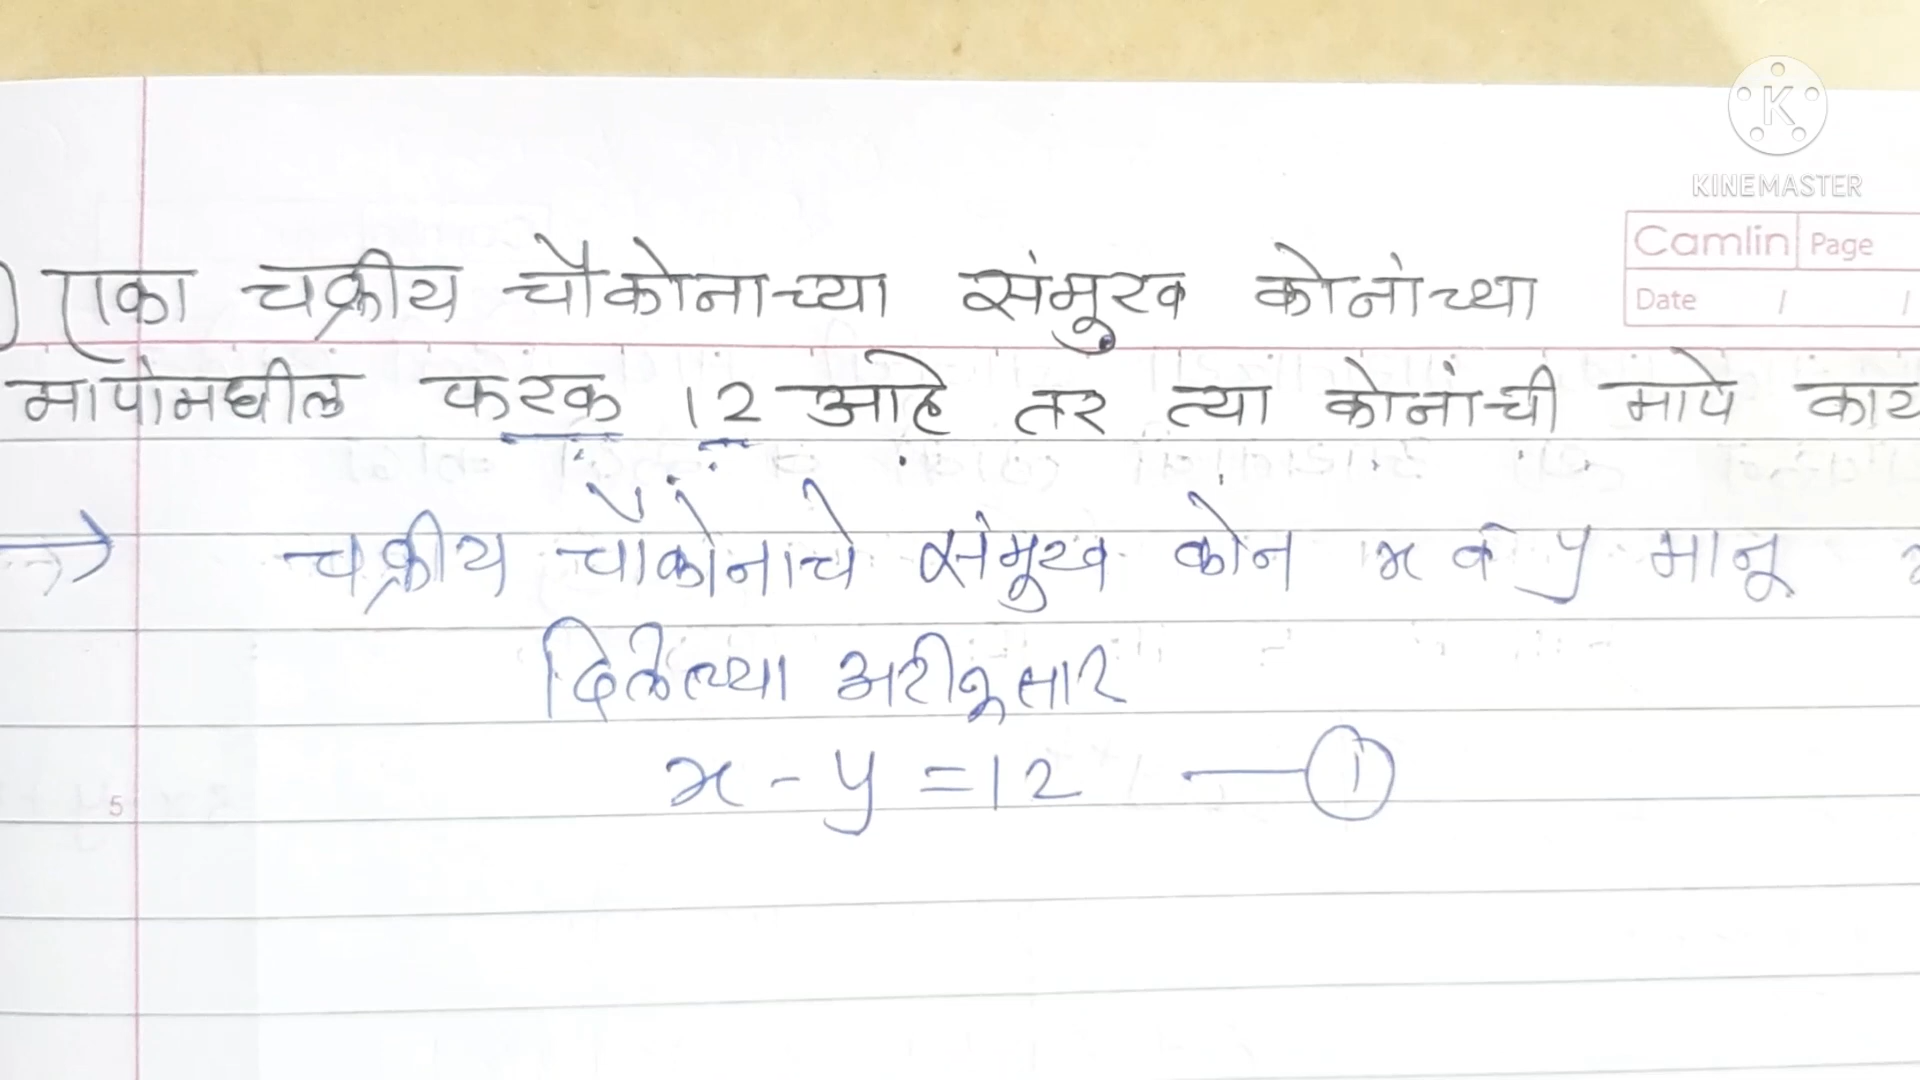 KINEMASTER
Camlin Page
Date / /
एका चक्रीय चौकोनाच्या संमुख कोनांच्या
मापांमधील फरक 12 आहे तर त्या कोनांची मापे काय
→ चक्रीय चौकोनाचे संमुख कोन x व y मानू
दिलेल्या अटीनुसार
x - y = 12 — ①
5